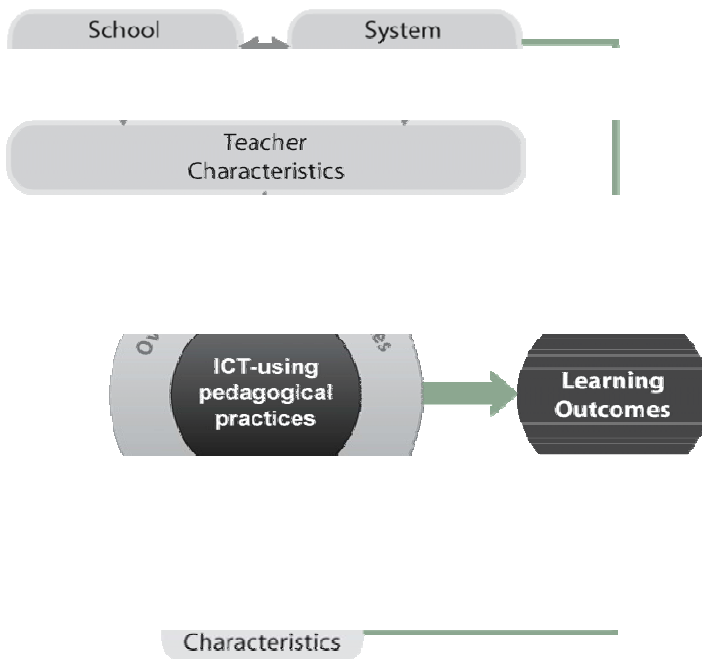 School
System
Teacher
Characteristics
ICT-using
pedagogical
practices
Learning
Outcomes
Characteristics